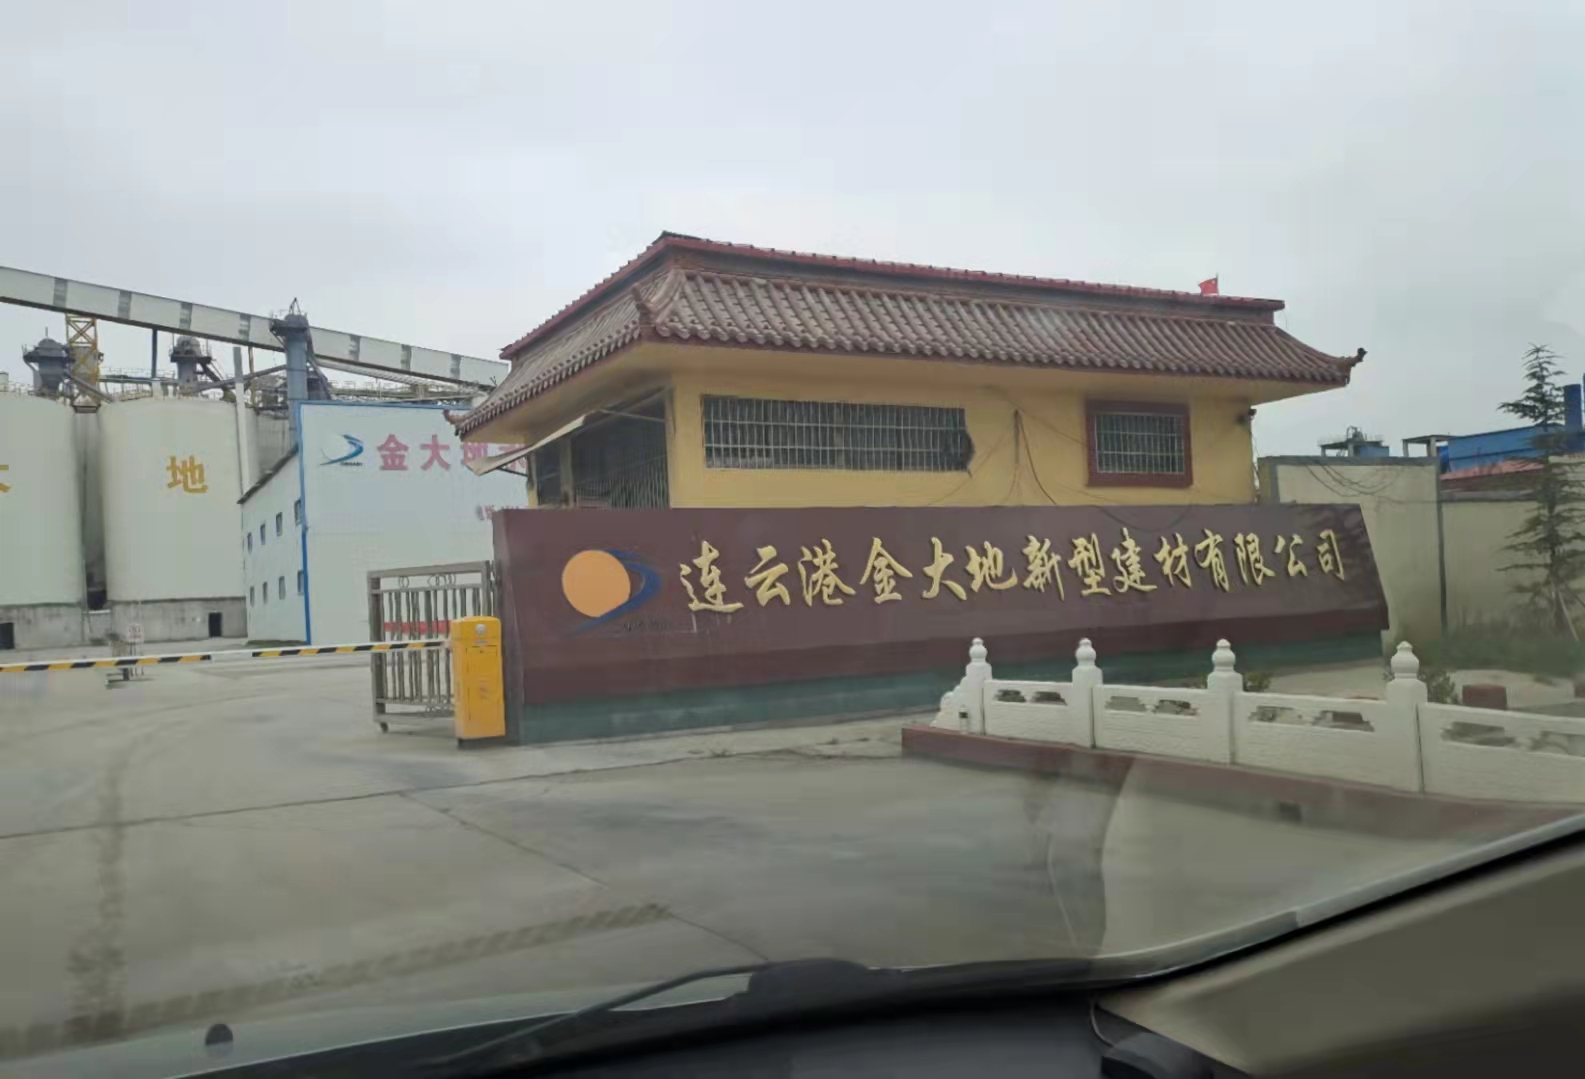 地
金大地
连云港金大地新型建材有限公司